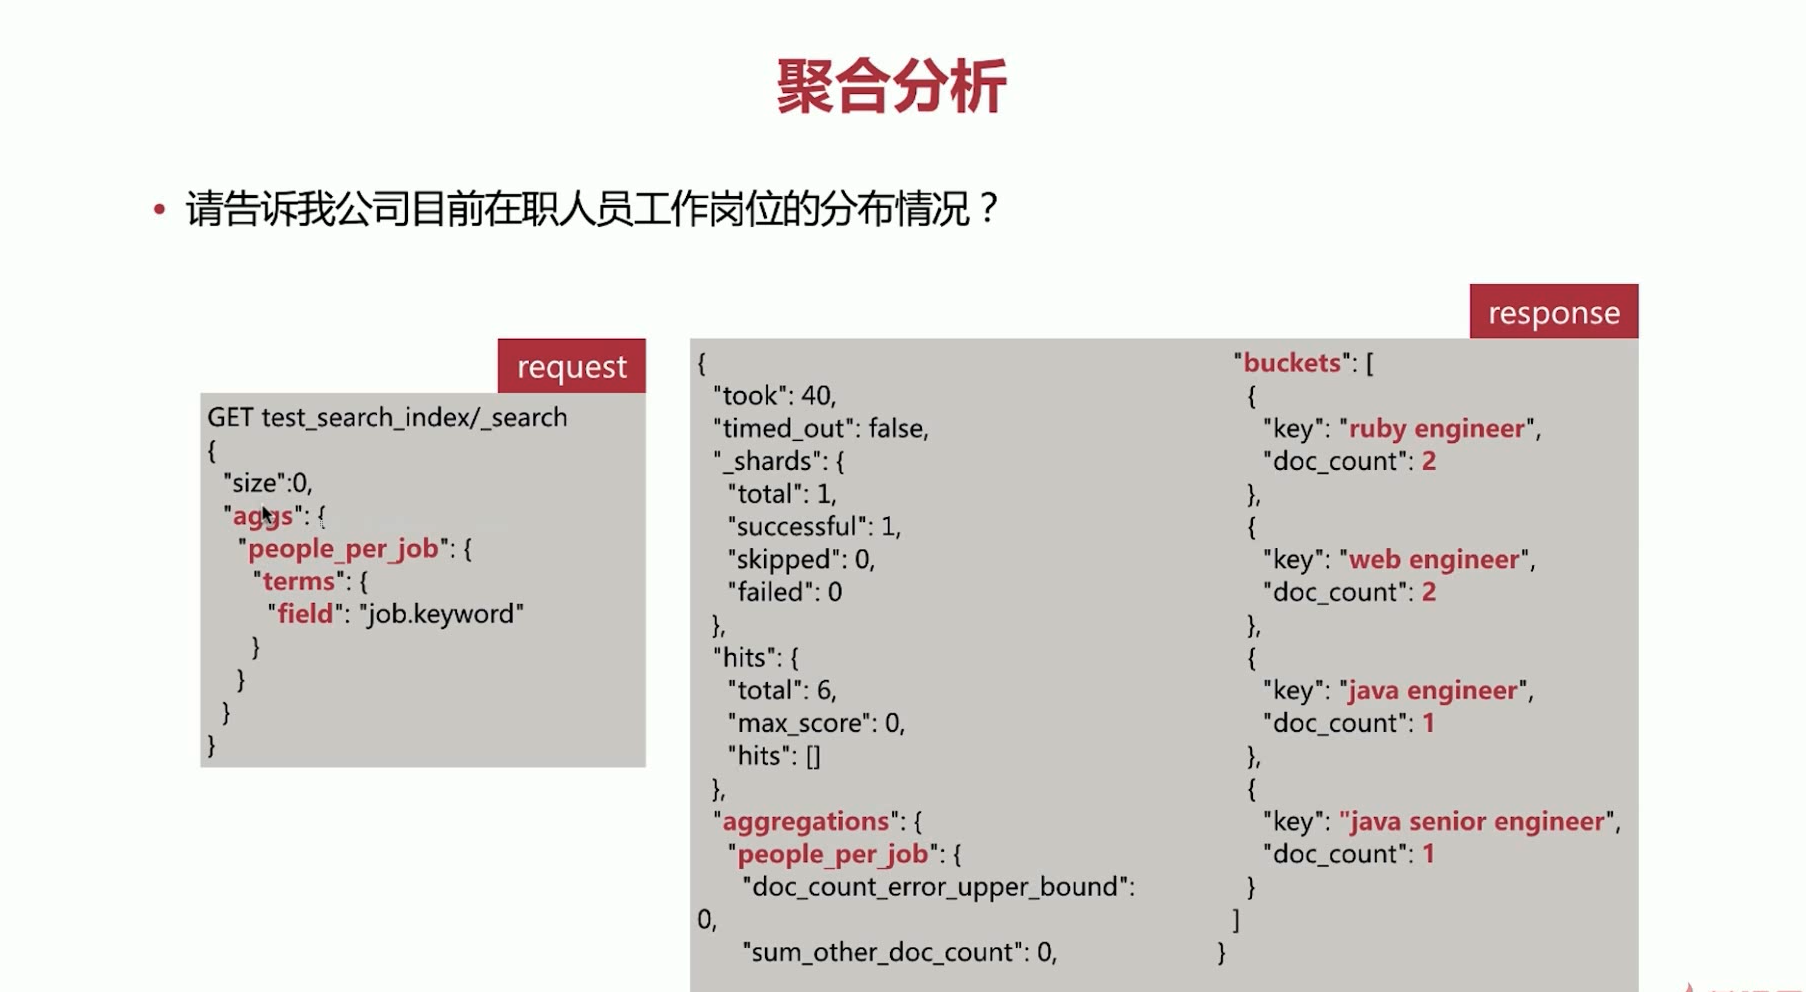 聚合分析
• 请告诉我公司目前在职人员工作岗位的分布情况？
request
GET test_search_index/_search
{
"size":0,
"aggs": {
"people_per_job": {
"terms": {
"field": "job.keyword"
}
}
}
}
response
{
"took": 40,
"timed_out": false,
"_shards": {
"total": 1,
"successful": 1,
"skipped": 0,
"failed": 0
},
"hits": {
"total": 6,
"max_score": 0,
"hits": []
},
"aggregations": {
"people_per_job": {
"doc_count_error_upper_bound":
0,
"sum_other_doc_count": 0,
"buckets": [
{
"key": "ruby engineer",
"doc_count": 2
},
{
"key": "web engineer",
"doc_count": 2
},
{
"key": "java engineer",
"doc_count": 1
},
{
"key": "java senior engineer",
"doc_count": 1
}
]
}